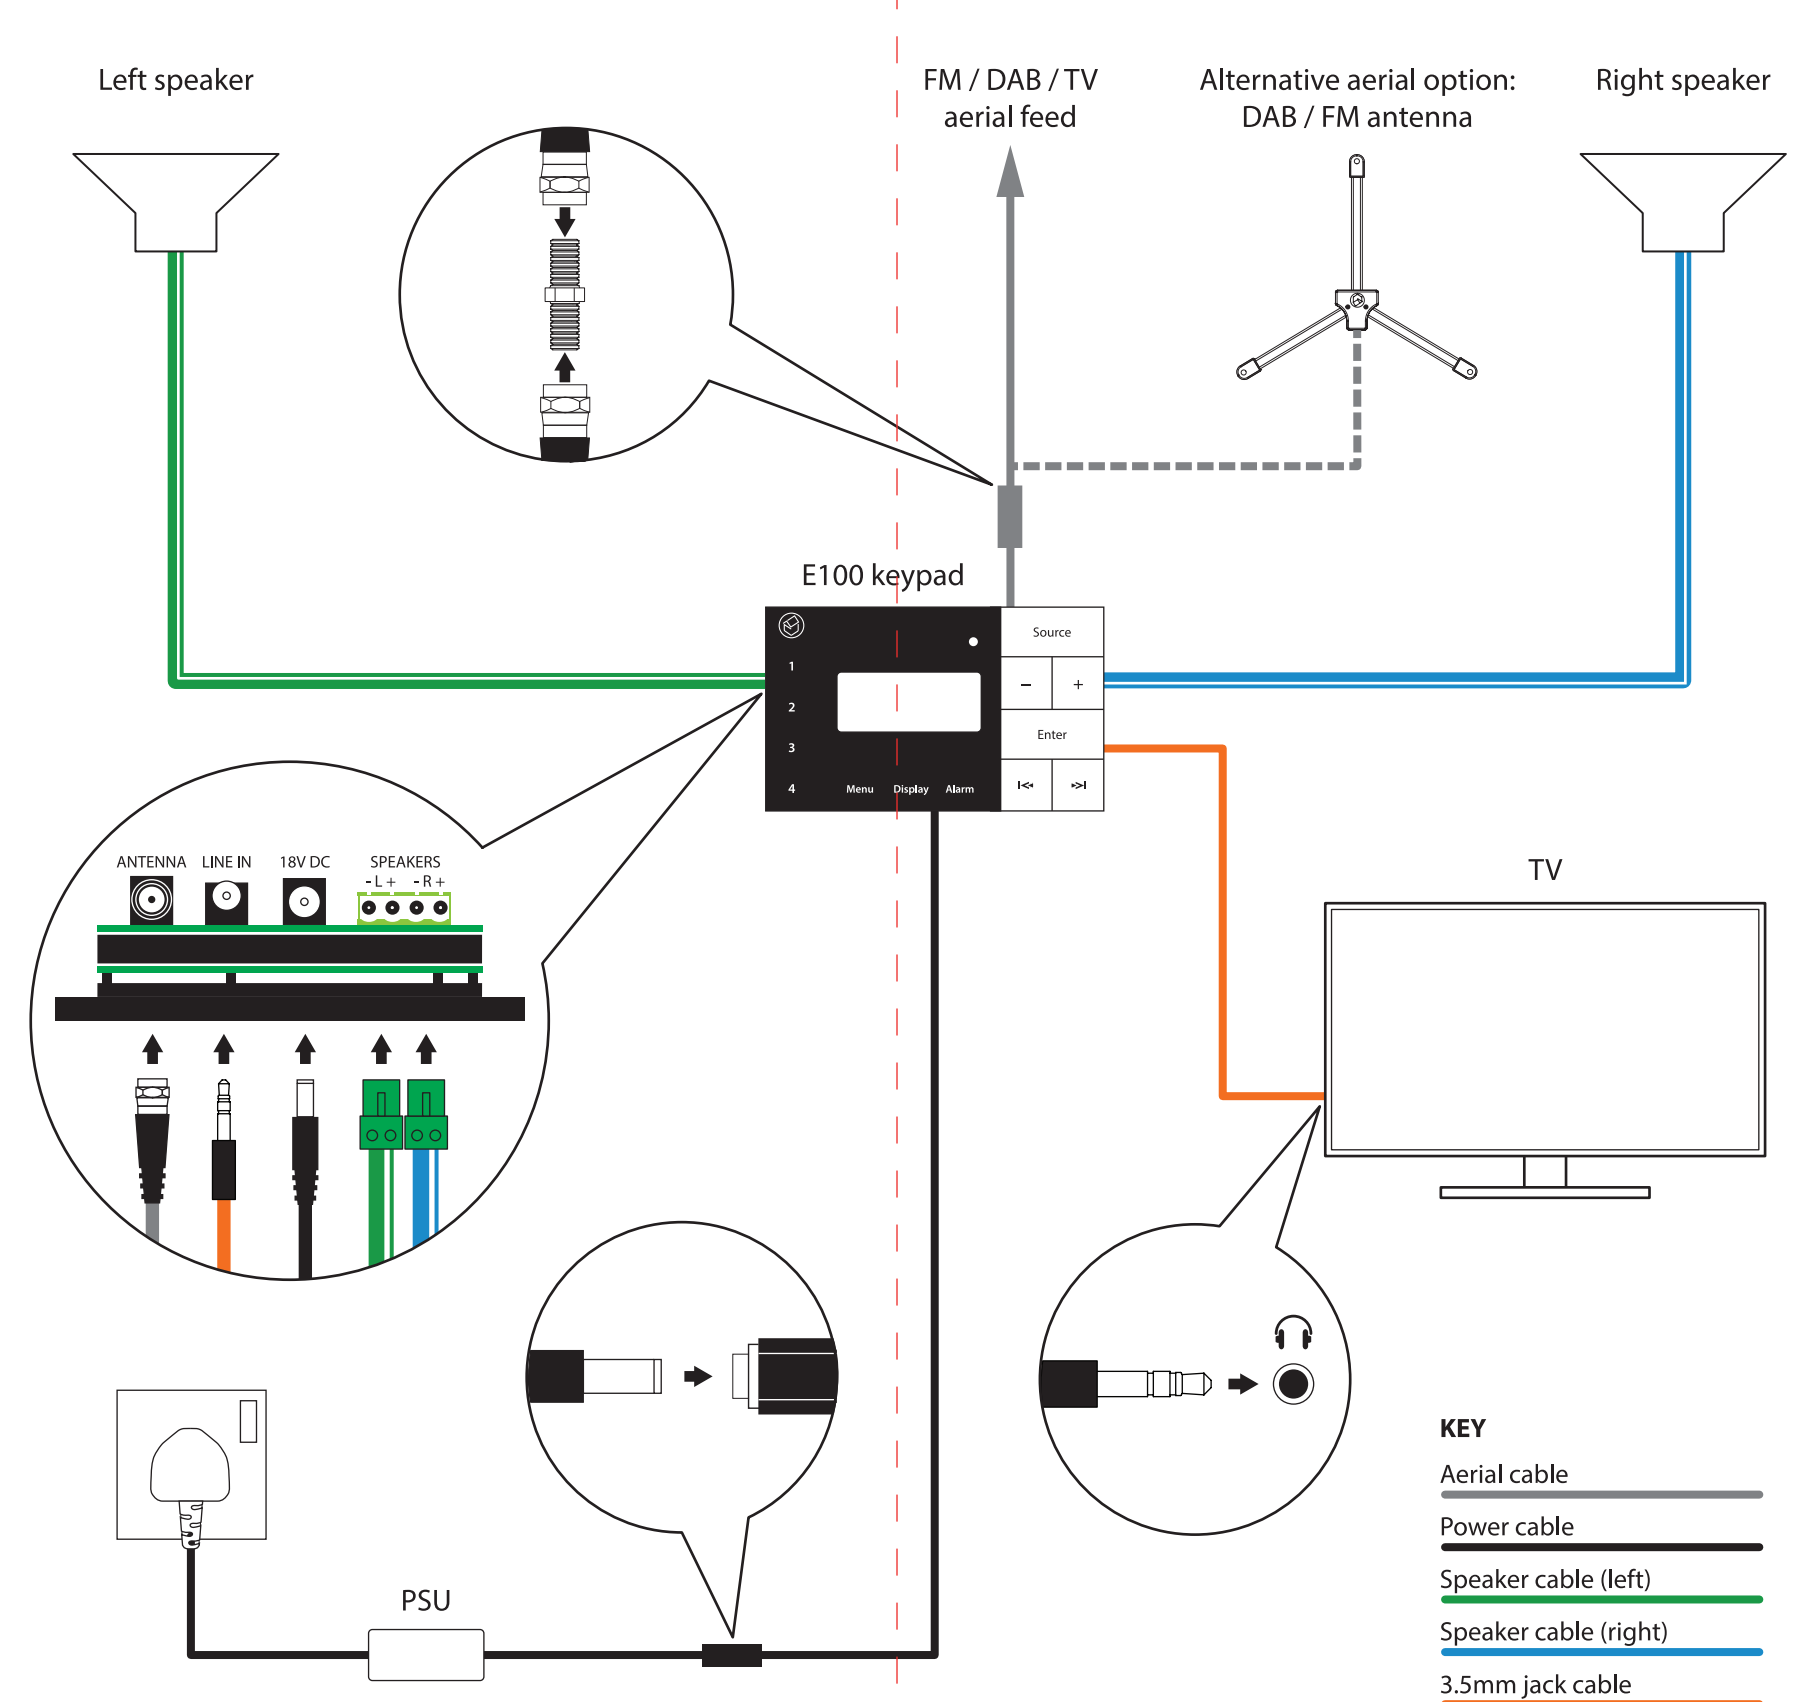 Left speaker
FM / DAB / TV
aerial feed
Alternative aerial option:
DAB / FM antenna
Right speaker
E100 keypad
Source
1
2
3
4
– +
Enter
Menu Display Alarm
ANTENNA LINE IN 18V DC SPEAKERS
- L + - R +
TV
PSU
KEY
Aerial cable
Power cable
Speaker cable (left)
Speaker cable (right)
3.5mm jack cable